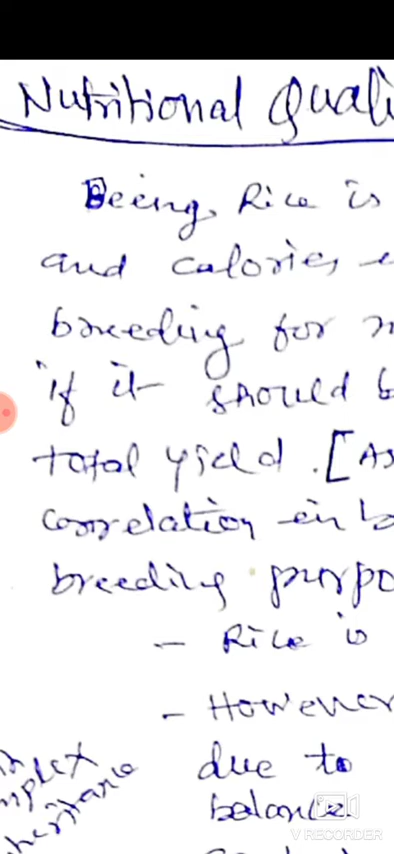 Nutritional Quali
Being, Rice is
and calories
breeding for
if it should b
total yield. [As
correlation in b
breeding purpo
- Rice is
- However
due to
balance
V RECORDER